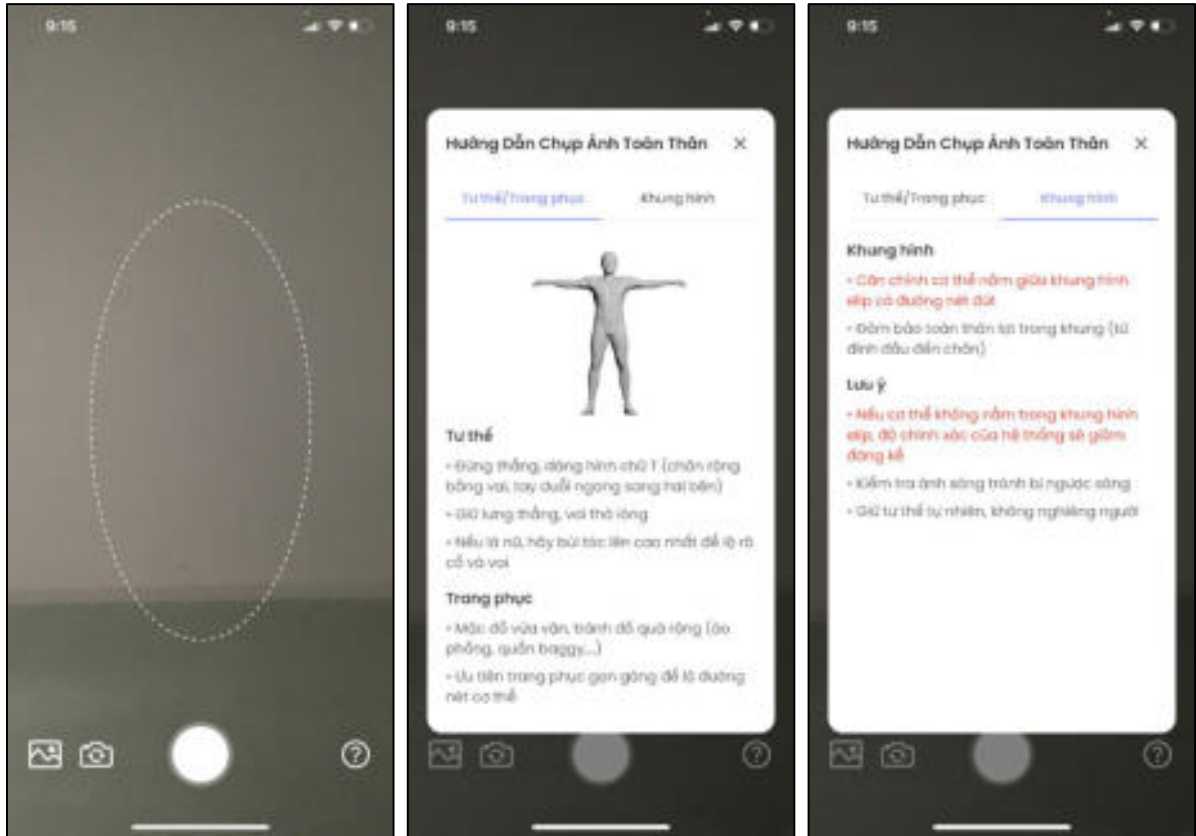 9:15
9:15
Hướng Dẫn Chụp Ảnh Toàn Thân
Tư thế/Trang phục
Khung hình
Tư thế
• Đứng thẳng, dáng hình chữ T (chân rộng
bằng vai, tay duỗi ngang sang hai bên)
• Giữ lưng thẳng, vai thả lỏng
• Nếu là nữ, hãy búi tóc lên cao nhất để lộ rõ
cổ và vai
Trang phục
• Mặc đồ vừa vặn, tránh đồ quá rộng (áo
phông, quần baggy,...)
• Ưu tiên trang phục gọn gàng để lộ đường
nét cơ thể
9:15
Hướng Dẫn Chụp Ảnh Toàn Thân
Tư thế/Trang phục
Khung hình
Khung hình
• Căn chỉnh cơ thể nằm giữa khung hình
elip có đường nét đứt
• Đảm bảo toàn thân lọt trong khung (từ
đỉnh đầu đến chân)
Lưu ý
• Nếu cơ thể không nằm trong khung hình
elip, độ chính xác của hệ thống sẽ giảm
đáng kể
• Kiểm tra ánh sáng tránh bị ngược sáng
• Giữ tư thế tự nhiên, không nghiêng người